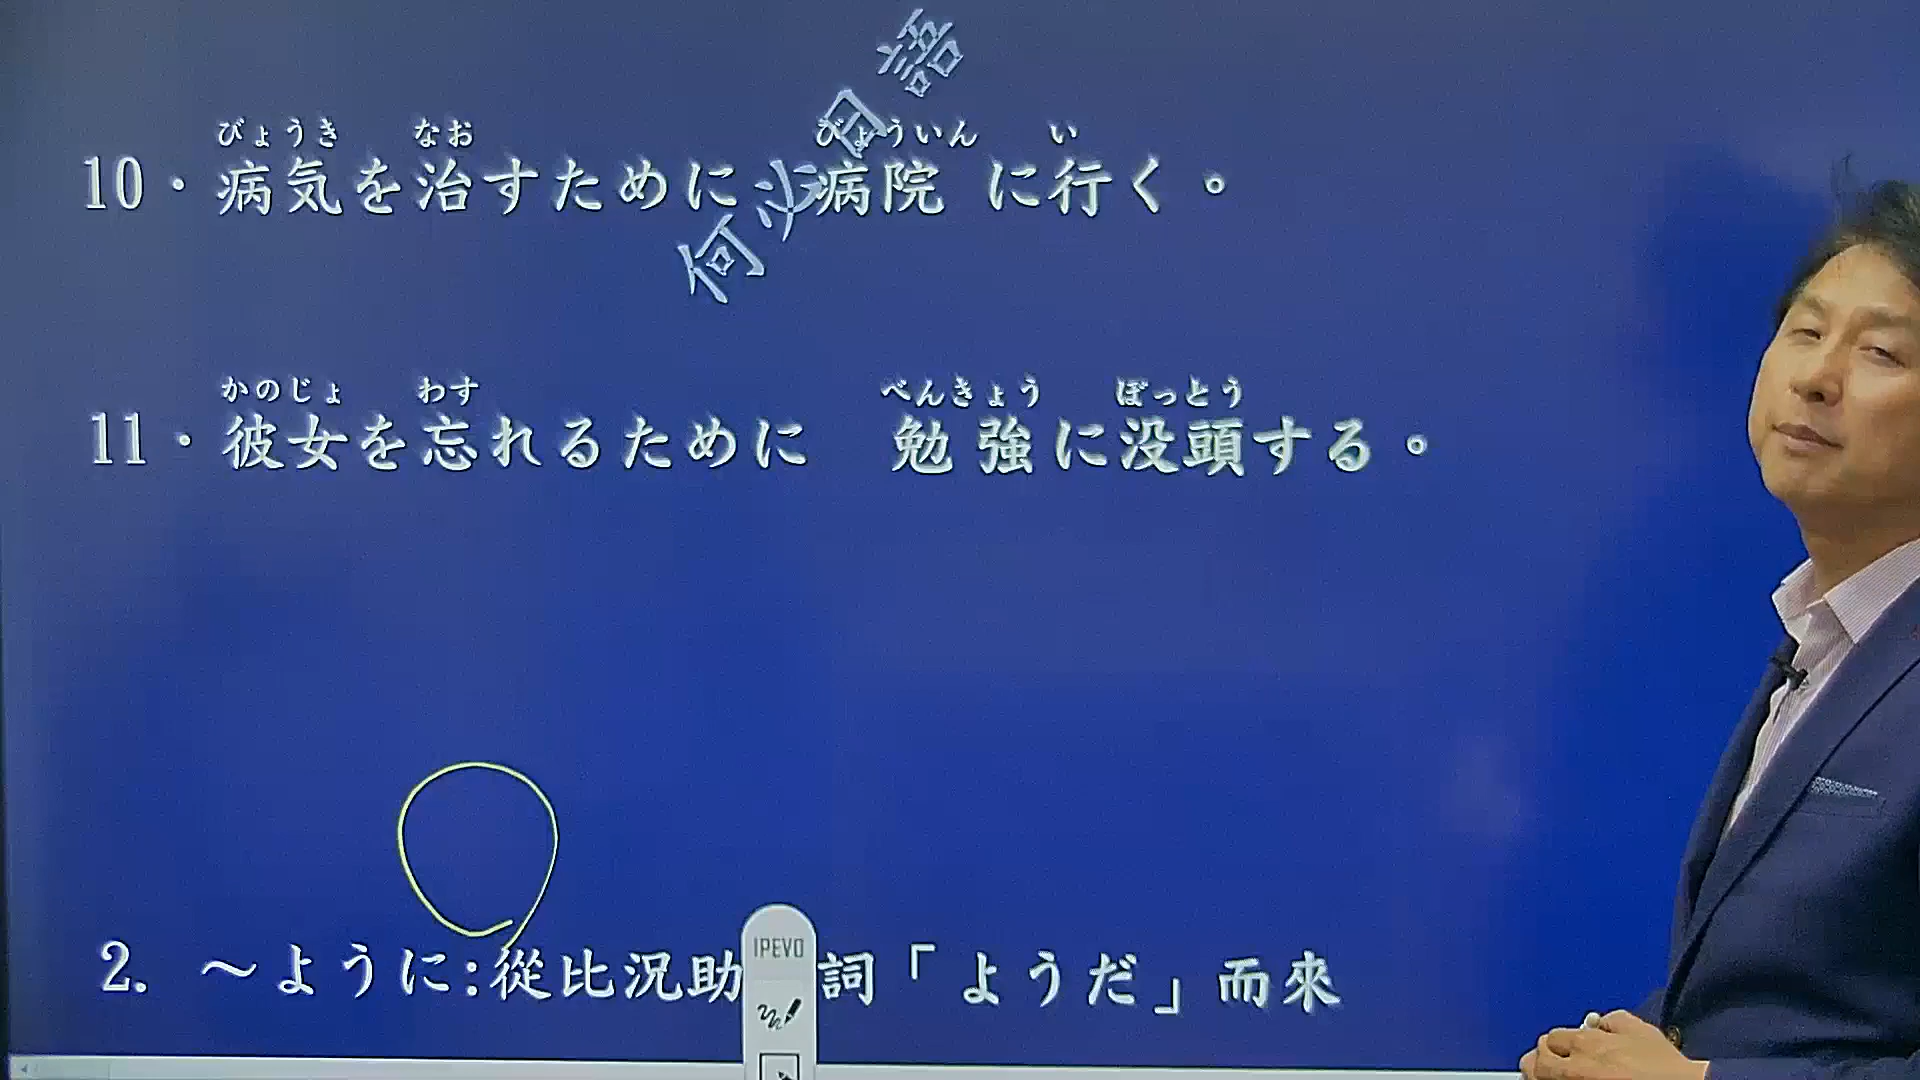 何必日語
びょうき なお びょういん い
10・病気を治すために 病院 に行く。
かのじょ わす べんきょう ぼっとう
11・彼女を忘れるために 勉強に没頭する。
2. ～ように:從比況助詞「ようだ」而來
IPEVO